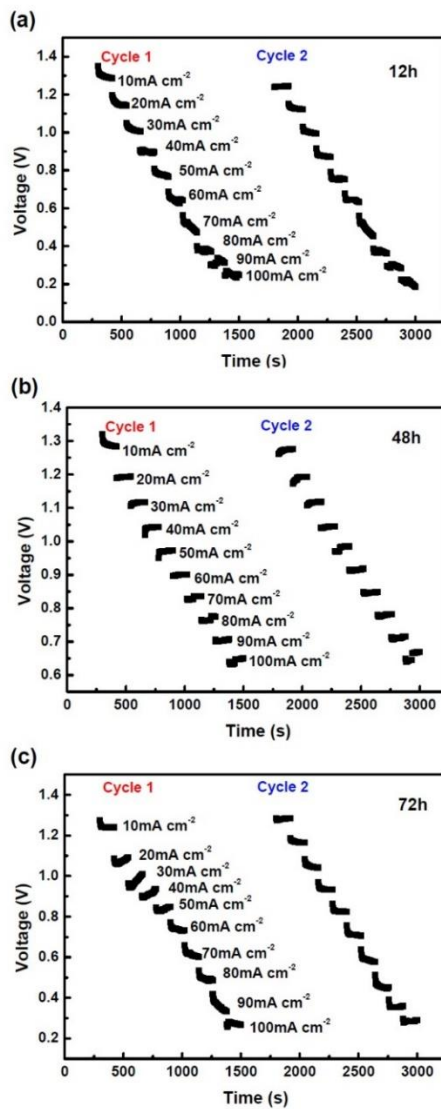 (a)
Cycle 1
Cycle 2
12h
10mA cm-2
20mA cm-2
30mA cm-2
40mA cm-2
50mA cm-2
60mA cm-2
70mA cm-2
80mA cm-2
90mA cm-2
100mA cm-2
Voltage (V)
1.4
1.2
1.0
0.8
0.6
0.4
0.2
0.0
0 500 1000 1500 2000 2500 3000
Time (s)
(b)
Cycle 1
Cycle 2
48h
10mA cm-2
20mA cm-2
30mA cm-2
40mA cm-2
50mA cm-2
60mA cm-2
70mA cm-2
80mA cm-2
90mA cm-2
100mA cm-2
Voltage (V)
1.4
1.3
1.2
1.1
1.0
0.9
0.8
0.7
0.6
0 500 1000 1500 2000 2500 3000
Time (s)
(c)
Cycle 1
Cycle 2
72h
10mA cm-2
20mA cm-2
30mA cm-2
40mA cm-2
50mA cm-2
60mA cm-2
70mA cm-2
80mA cm-2
90mA cm-2
100mA cm-2
Voltage (V)
1.4
1.2
1.0
0.8
0.6
0.4
0.2
0 500 1000 1500 2000 2500 3000
Time (s)